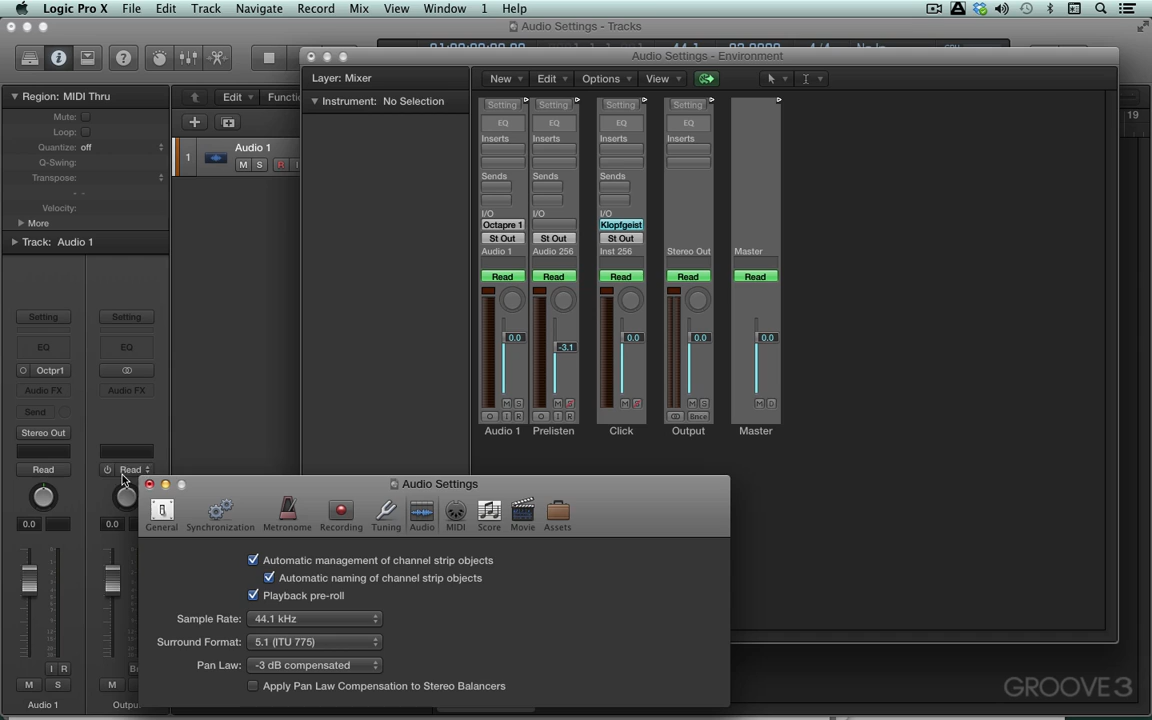 Logic Pro X File Edit Track Navigate Record Mix View Window 1 Help
Audio Settings - Tracks
Audio Settings - Environment
Layer: Mixer
New Edit Options View
Region: MIDI Thru
Edit
Instrument: No Selection
Mute:
Loop:
Quantize: off
Q-Swing:
Transpose:
Velocity:
More
Track: Audio 1
1
Audio 1
M S R I
19
Setting Setting Setting Setting
EQ EQ EQ EQ
Inserts Inserts Inserts Inserts
Sends Sends Sends
I/O I/O I/O
Octapre 1 Klopfgeist
St Out St Out St Out
Audio 1 Audio 256 Inst 256 Stereo Out Master
Read Read Read Read Read
0.0 -3.1 0.0 0.0 0.0
M S M S M S M S M D
I R I R Bnce
Audio 1 Prelisten Click Output Master
Setting Setting
EQ EQ
Octpr1
Audio FX Audio FX
Send
Stereo Out
Read Read
0.0 0.0
I R
M S M
Audio 1
Audio Settings
General Synchronization Metronome Recording Tuning Audio MIDI Score Movie Assets
Automatic management of channel strip objects
Automatic naming of channel strip objects
Playback pre-roll
Sample Rate: 44.1 kHz
Surround Format: 5.1 (ITU 775)
Pan Law: -3 dB compensated
Apply Pan Law Compensation to Stereo Balancers
GROOVE3